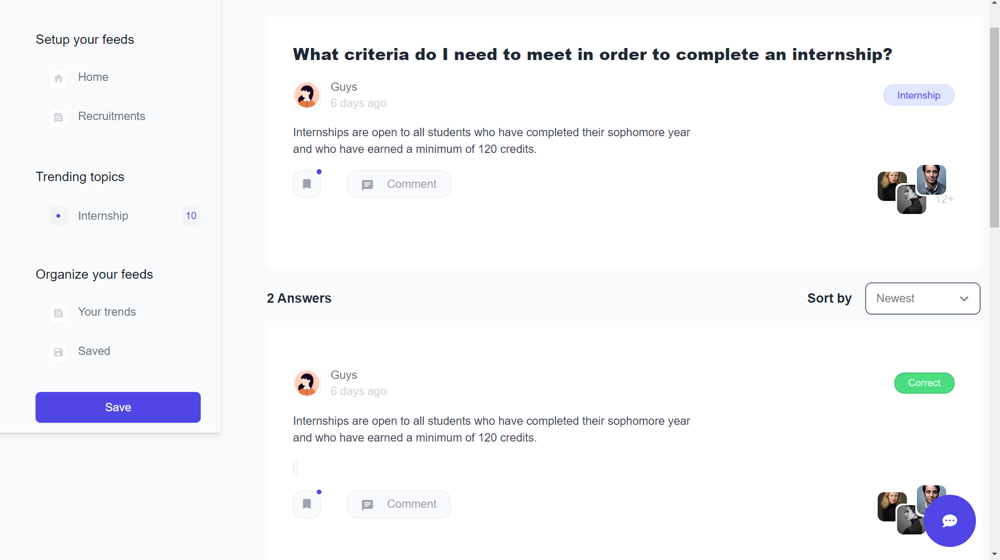 Setup your feeds
Home
Recruitments
Trending topics
Internship 10
Organize your feeds
Your trends
Saved
Save
What criteria do I need to meet in order to complete an internship?
Guys
6 days ago
Internship
Internships are open to all students who have completed their sophomore year
and who have earned a minimum of 120 credits.
Comment
12+
2 Answers
Sort by Newest
Guys
6 days ago
Correct
Internships are open to all students who have completed their sophomore year
and who have earned a minimum of 120 credits.
Comment